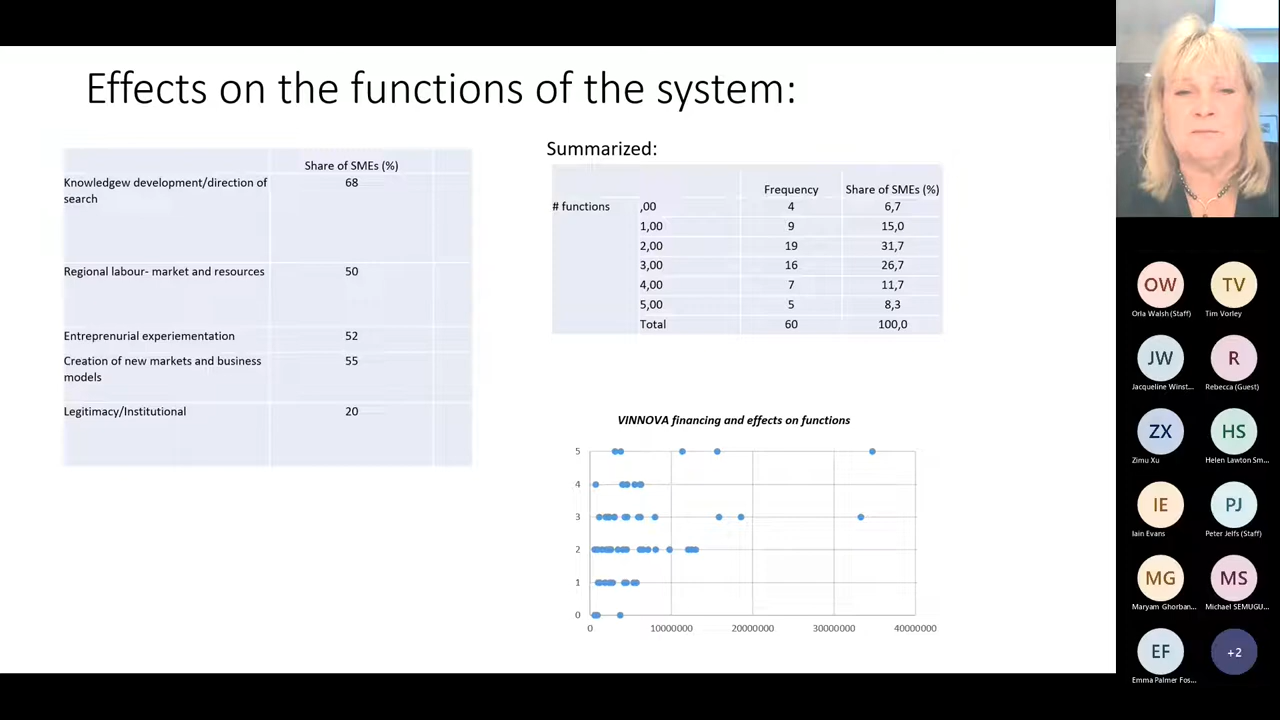 Effects on the functions of the system:
Share of SMEs (%)
Knowledgew development/direction of
search
68
Regional labour- market and resources 50
Entreprenurial experiementation 52
Creation of new markets and business
models
55
Legitimacy/Institutional 20
Summarized:
Frequency Share of SMEs (%)
# functions ,00 4 6,7
1,00 9 15,0
2,00 19 31,7
3,00 16 26,7
4,00 7 11,7
5,00 5 8,3
Total 60 100,0
VINNOVA financing and effects on functions
5
4
3
2
1
0
0 10000000 20000000 30000000 40000000
OW TV
Orla Walsh (Staff) Tim Vorley
JW R
Jacqueline Winst... Rebecca (Guest)
ZX HS
Zimu Xu Helen Lawton Sm...
IE PJ
Iain Evans Peter Jelfs (Staff)
MG MS
Maryam Ghorban... Michael SEMUGU...
EF +2
Emma Palmer Fos...